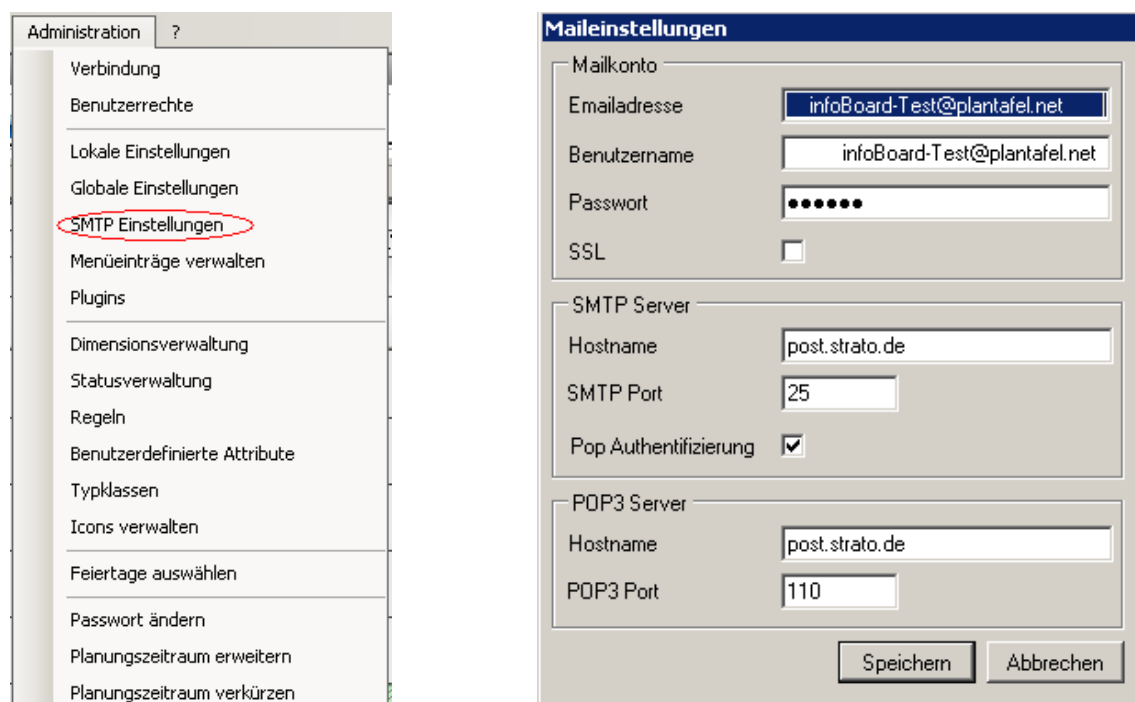 Administration ?
Verbindung
Benutzerrechte
Lokale Einstellungen
Globale Einstellungen
SMTP Einstellungen
Menüeinträge verwalten
Plugins
Dimensionsverwaltung
Statusverwaltung
Regeln
Benutzerdefinierte Attribute
Typklassen
Icons verwalten
Feiertage auswählen
Passwort ändern
Planungszeitraum erweitern
Planungszeitraum verkürzen
Maileinstellungen
Mailkonto
Emailadresse infoBoard-Test@plantafel.net
Benutzername infoBoard-Test@plantafel.net
Passwort ●●●●●●
SSL
SMTP Server
Hostname post.strato.de
SMTP Port 25
Pop Authentifizierung
POP3 Server
Hostname post.strato.de
POP3 Port 110
Speichern Abbrechen